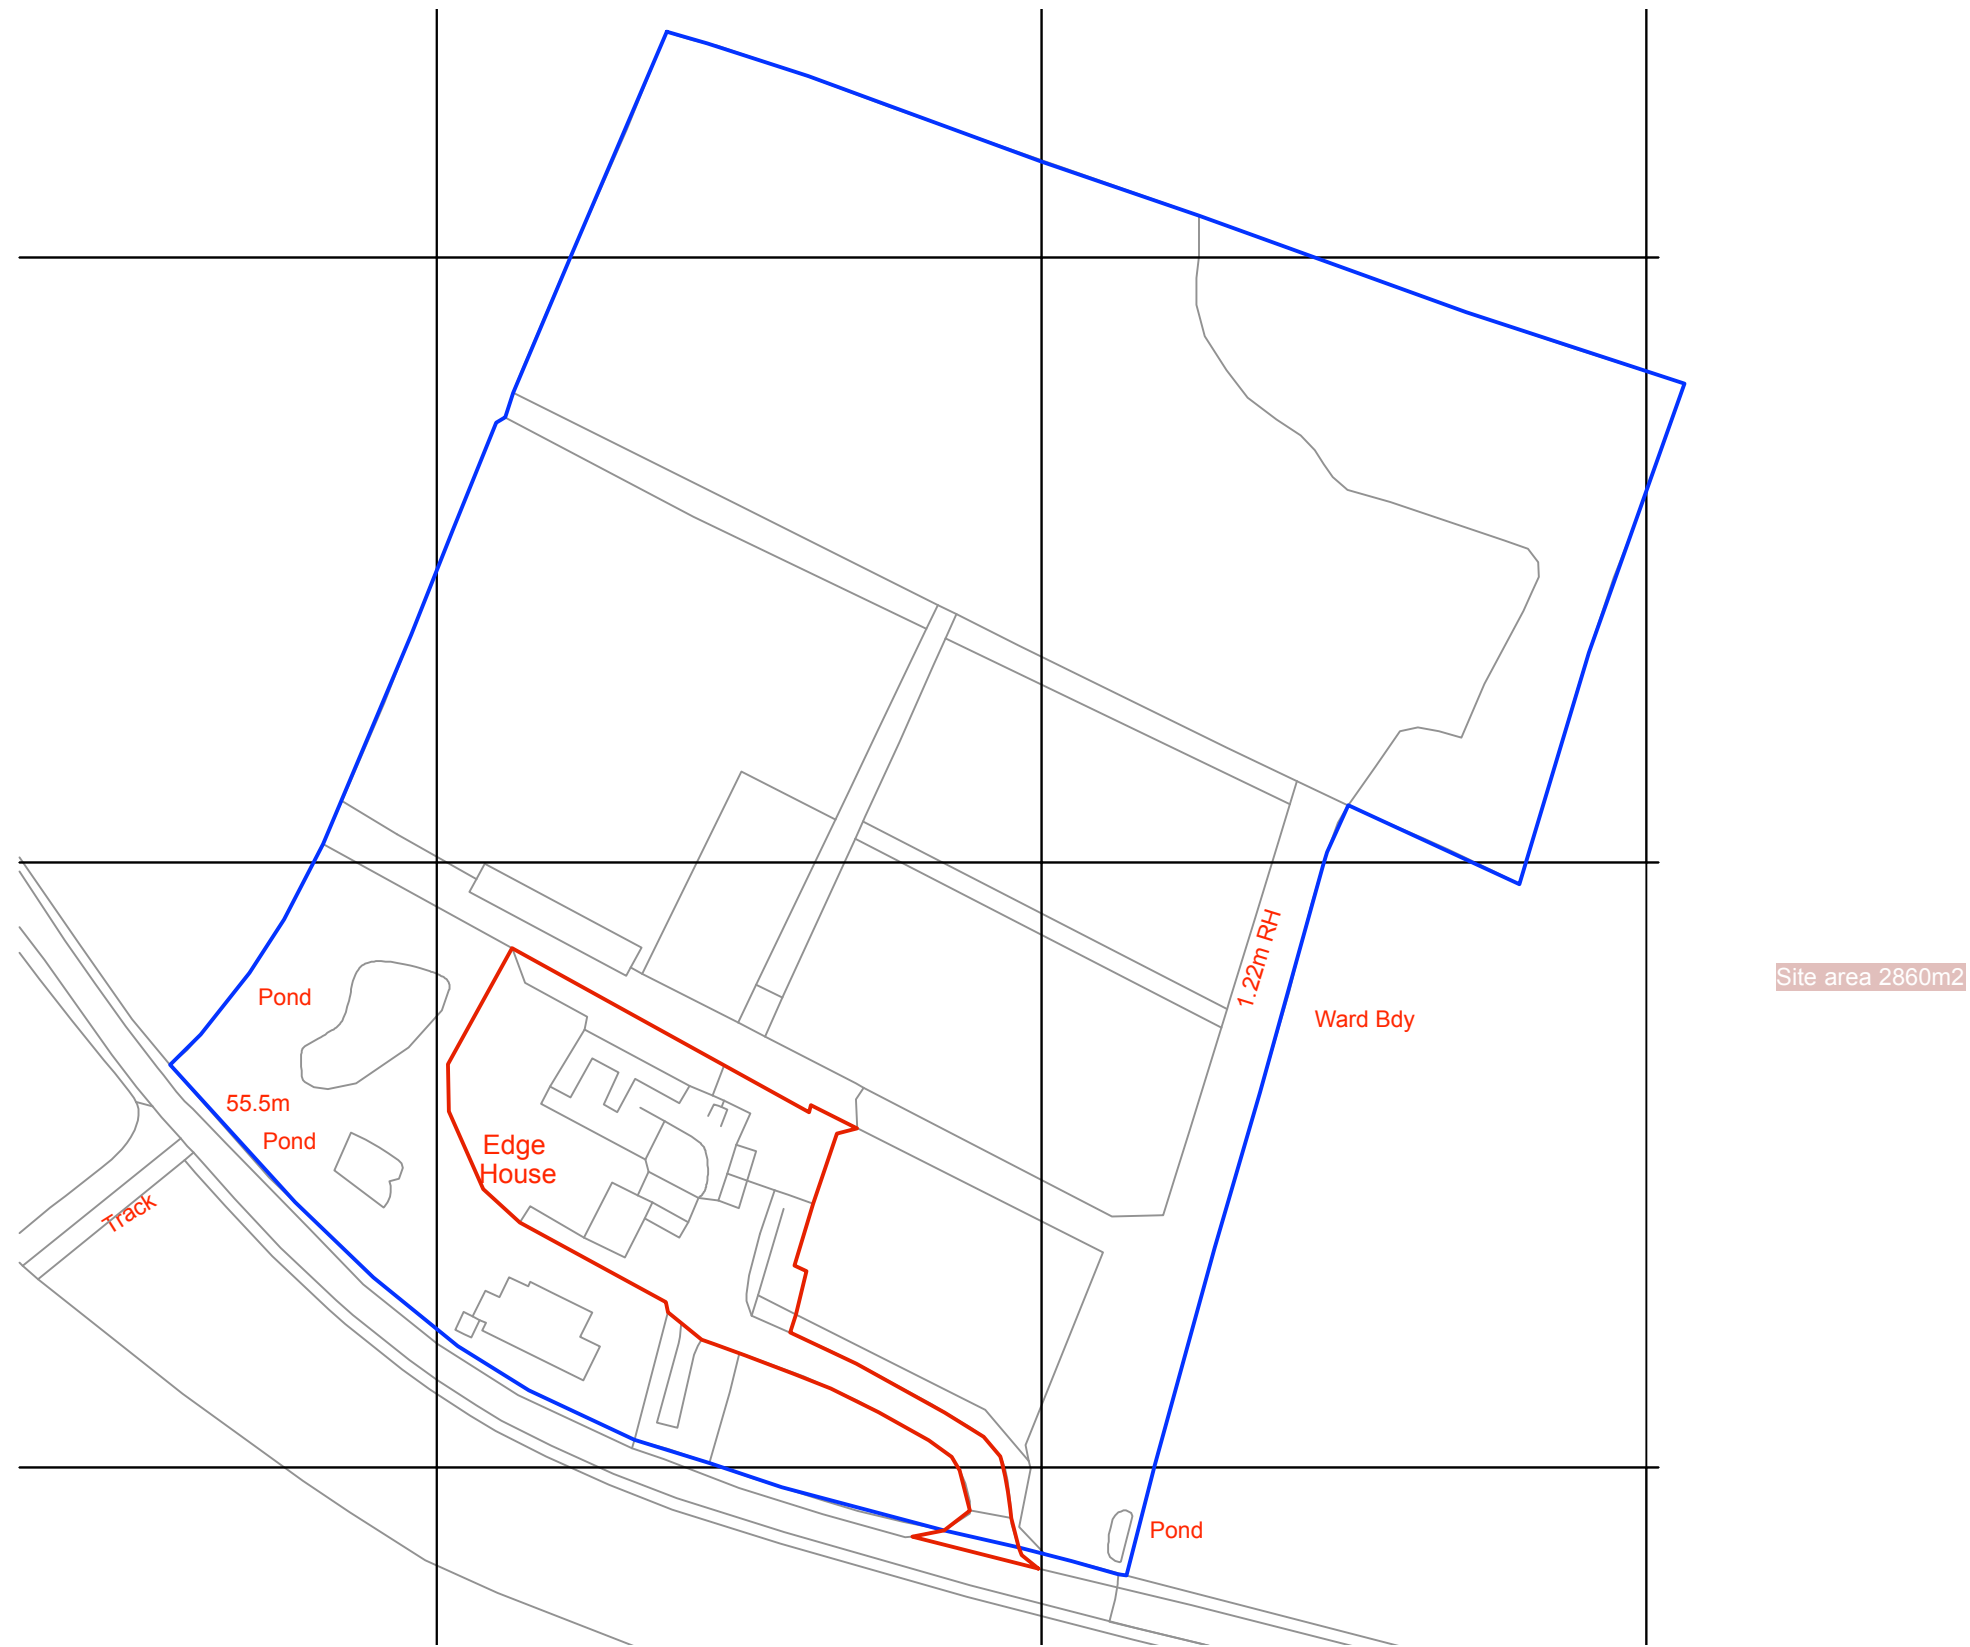 1.22m RH
Site area 2860m2
Pond
Ward Bdy
55.5m
Pond
Edge
House
Track
Pond